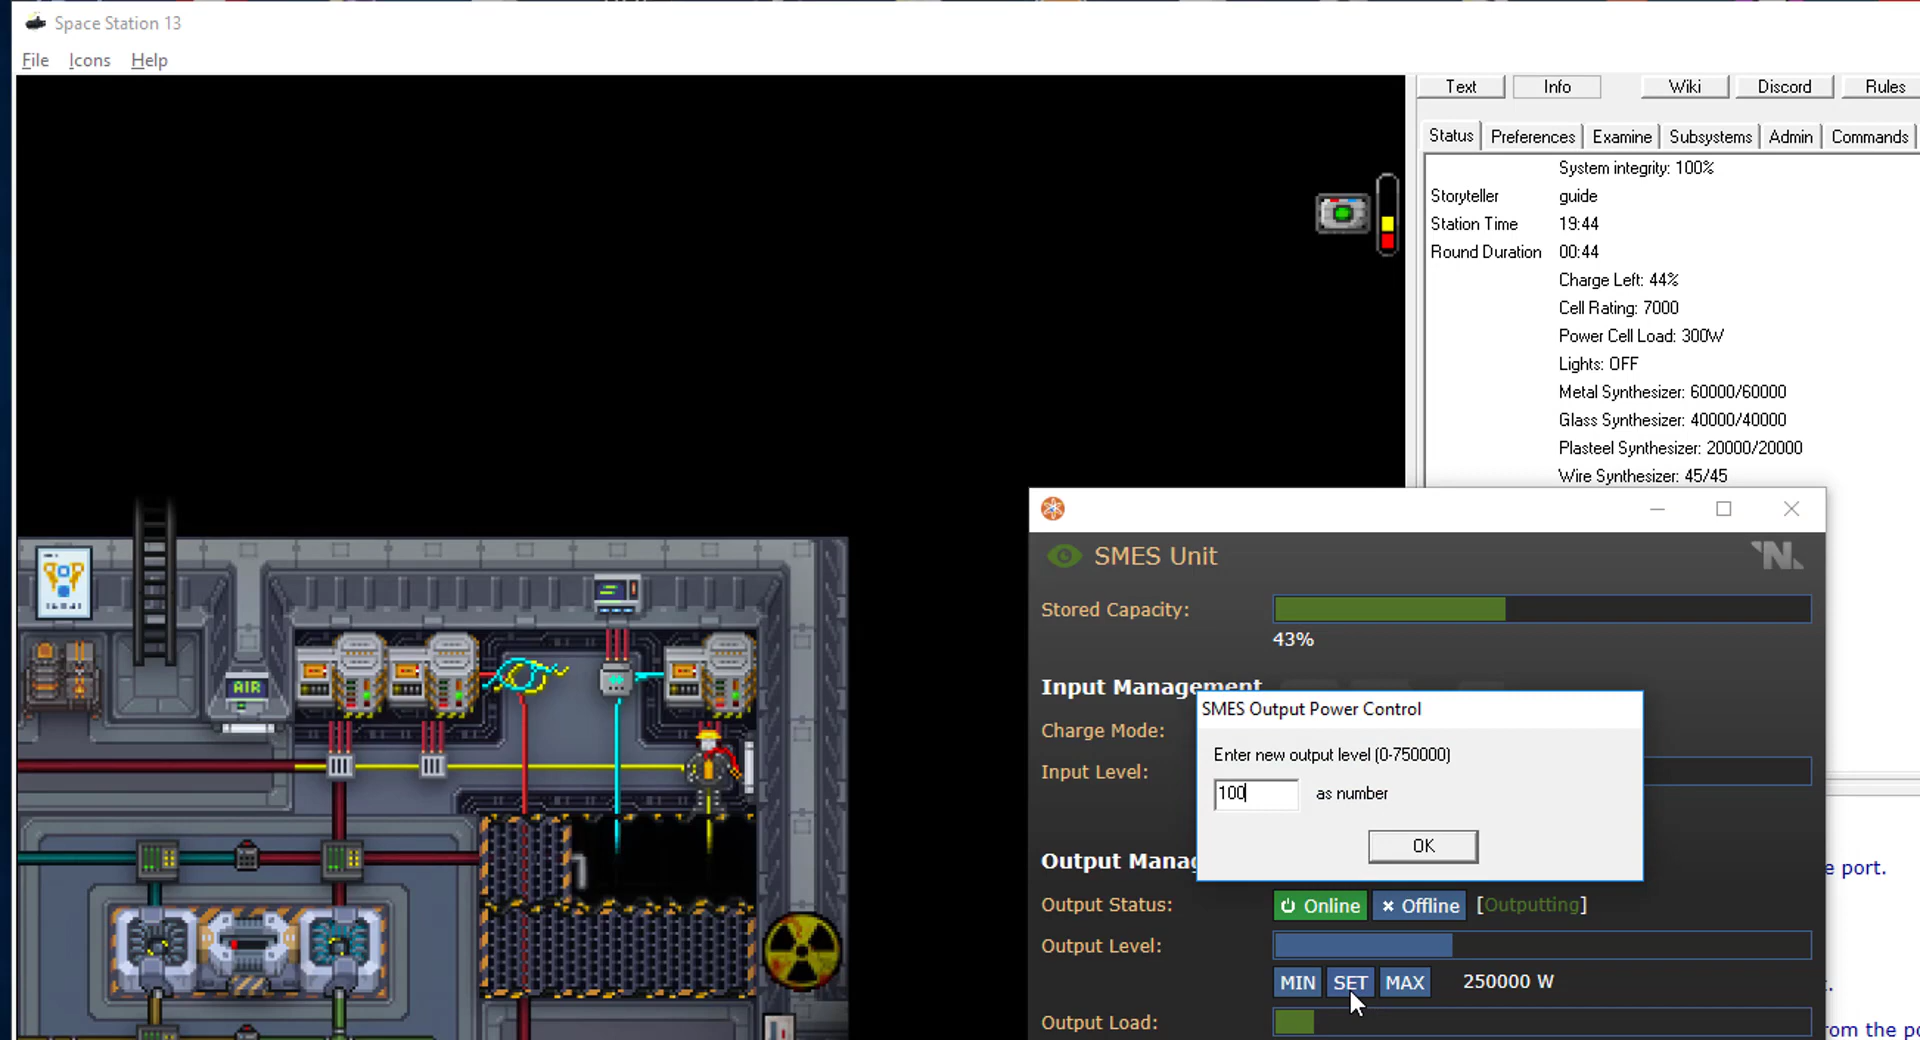 Space Station 13
File Icons Help
Text Info Wiki Discord Rules
Status Preferences Examine Subsystems Admin Commands
System integrity: 100%
Storyteller guide
Station Time 19:44
Round Duration 00:44
Charge Left: 44%
Cell Rating: 7000
Power Cell Load: 300W
Lights: OFF
Metal Synthesizer: 60000/60000
Glass Synthesizer: 40000/40000
Plasteel Synthesizer: 20000/20000
Wire Synthesizer: 45/45
AIR
SMES Unit
Stored Capacity:
43%
Input Management
Charge Mode:
Input Level:
SMES Output Power Control
Enter new output level (0-750000)
100 as number
OK
Output Manag
e port.
Output Status: Online Offline [Outputting]
Output Level:
MIN SET MAX 250000 W
Output Load:
rom the po